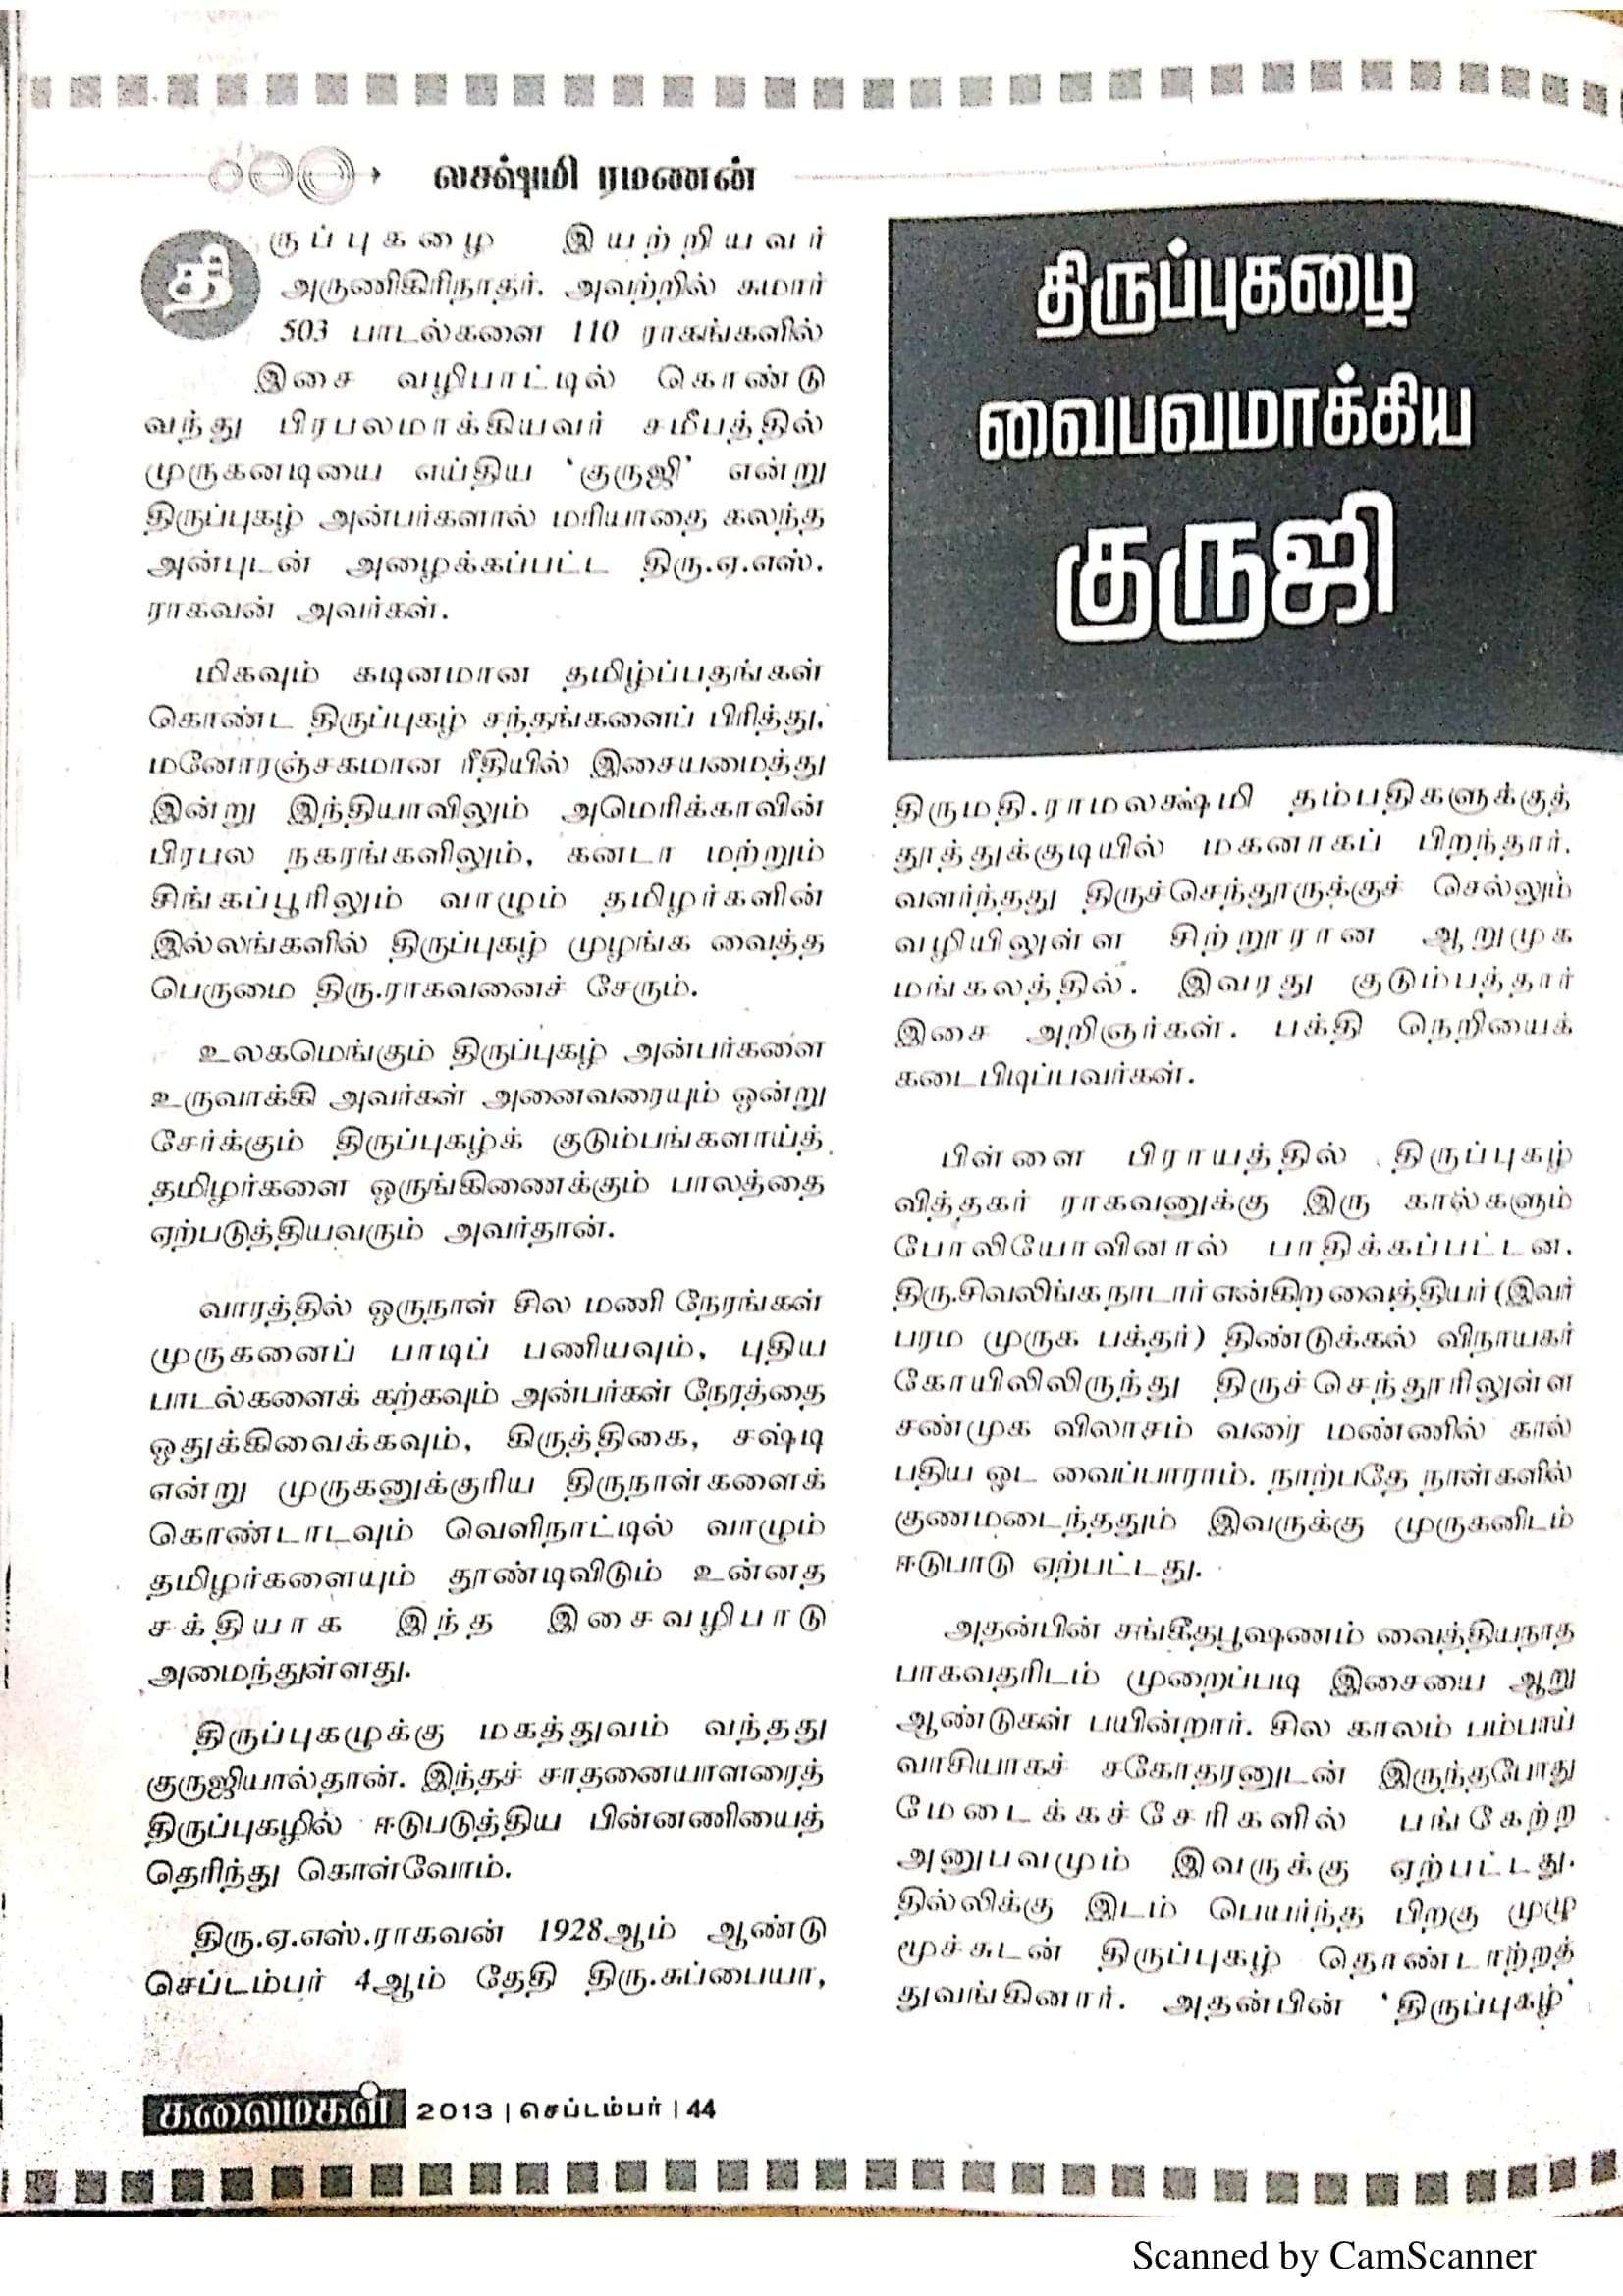 லக்ஷ்மி ரமணன்
திருப்புகழை
வைபவமாக்கிய
குருஜி
திருப்புகழை இயற்றியவர்
அருணகிரிநாதர். அவற்றில் சுமார்
503 பாடல்களை 110 ராகங்களில்
இசை வழிபாட்டில் கொண்டு
வந்து பிரபலமாக்கியவர் சமீபத்தில்
முருகனடியை எய்திய 'குருஜி' என்று
திருப்புகழ் அன்பர்களால் மரியாதை கலந்த
அன்புடன் அழைக்கப்பட்ட திரு.ஏ.எஸ்.
ராகவன் அவர்கள்.
மிகவும் கடினமான தமிழ்ப்பதங்கள்
கொண்ட திருப்புகழ் சந்தங்களைப் பிரித்து,
மனோரஞ்சகமான ரீதியில் இசையமைத்து
இன்று இந்தியாவிலும் அமெரிக்காவின்
பிரபல நகரங்களிலும், கனடா மற்றும்
சிங்கப்பூரிலும் வாழும் தமிழர்களின்
இல்லங்களில் திருப்புகழ் முழங்க வைத்த
பெருமை திரு.ராகவனைச் சேரும்.
உலகமெங்கும் திருப்புகழ் அன்பர்களை
உருவாக்கி அவர்கள் அனைவரையும் ஒன்று
சேர்க்கும் திருப்புகழ்க் குடும்பங்களாய்த்
தமிழர்களை ஒருங்கிணைக்கும் பாலத்தை
ஏற்படுத்தியவரும் அவர்தான்.
வாரத்தில் ஒருநாள் சில மணி நேரங்கள்
முருகனைப் பாடிப் பணியவும், புதிய
பாடல்களைக் கற்கவும் அன்பர்கள் நேரத்தை
ஒதுக்கிவைக்கவும், கிருத்திகை, சஷ்டி
என்று முருகனுக்குரிய திருநாள்களைக்
கொண்டாடவும் வெளிநாட்டில் வாழும்
தமிழர்களையும் தூண்டிவிடும் உன்னத
சக்தியாக இந்த இசைவழிபாடு
அமைந்துள்ளது.
திருப்புகழுக்கு மகத்துவம் வந்தது
குருஜியால்தான். இந்தச் சாதனையாளரைத்
திருப்புகழில் ஈடுபடுத்திய பின்னணியைத்
தெரிந்து கொள்வோம்.
திரு.ஏ.எஸ்.ராகவன் 1928ஆம் ஆண்டு
செப்டம்பர் 4ஆம் தேதி திரு.சுப்பையா,
திருமதி.ராமலக்ஷ்மி தம்பதிகளுக்குத்
தூத்துக்குடியில் மகனாகப் பிறந்தார்.
வளர்ந்தது திருச்செந்தூருக்குச் செல்லும்
வழியிலுள்ள சிற்றூரான ஆறுமுக
மங்கலத்தில். இவரது குடும்பத்தார்
இசை அறிஞர்கள். பக்தி நெறியைக்
கடைபிடிப்பவர்கள்.
பிள்ளை பிராயத்தில் திருப்புகழ்
வித்தகர் ராகவனுக்கு இரு கால்களும்
போலியோவினால் பாதிக்கப்பட்டன.
திரு.சிவலிங்க நாடார் என்கிற வைத்தியர் (இவர்
பரம முருக பக்தர்) திண்டுக்கல் விநாயகர்
கோயிலிலிருந்து திருச்செந்தூரிலுள்ள
சண்முக விலாசம் வரை மண்ணில் கால்
பதிய ஓட வைப்பாராம். நாற்பதே நாள்களில்
குணமடைந்ததும் இவருக்கு முருகனிடம்
ஈடுபாடு ஏற்பட்டது.
அதன்பின் சங்கீதபூஷணம் வைத்தியநாத
பாகவதரிடம் முறைப்படி இசையை ஆறு
ஆண்டுகள் பயின்றார். சில காலம் பம்பாய்
வாசியாகச் சகோதரனுடன் இருந்தபோது
மேடைக்கச்சேரிகளில் பங்கேற்ற
அனுபவமும் இவருக்கு ஏற்பட்டது.
தில்லிக்கு இடம் பெயர்ந்த பிறகு முழு
மூச்சுடன் திருப்புகழ் தொண்டாற்றத்
துவங்கினார். அதன்பின் 'திருப்புகழ்'
கலைமகள் 2013 | செப்டம்பர் | 44
Scanned by CamScanner